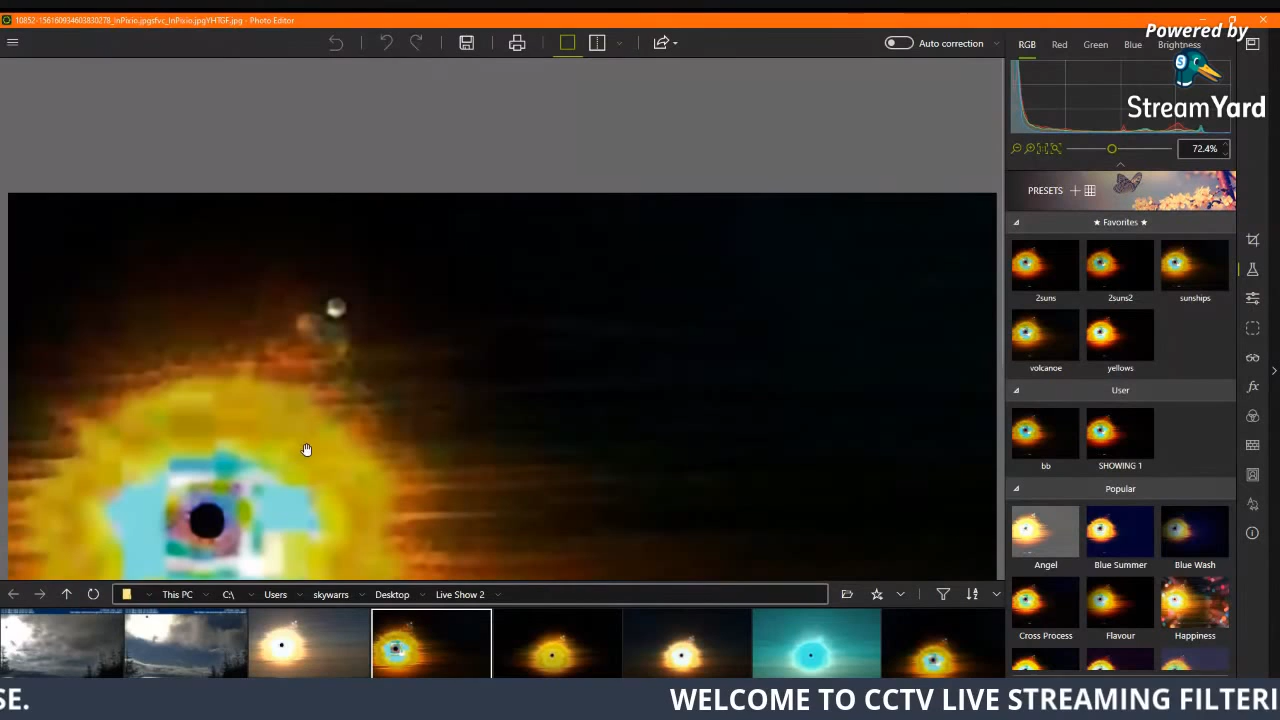 10852-156160934603830278_InPixio.jpgsfvc_InPixio.jpgYHTGF.jpg - Photo Editor
Powered by
StreamYard
Auto correction
RGB Red Green Blue Brightness
72.4%
PRESETS
★ Favorites ★
2suns 2suns2 sunships
volcanoe yellows
User
bb SHOWING 1
Popular
Angel Blue Summer Blue Wash
Cross Process Flavour Happiness
This PC C:\ Users skywarrs Desktop Live Show 2
SE. WELCOME TO CCTV LIVE STREAMING FILTERI